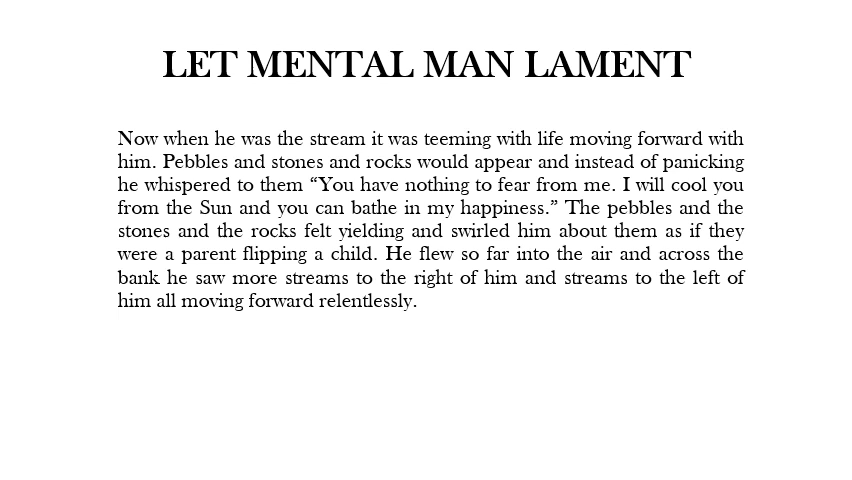 LET MENTAL MAN LAMENT
Now when he was the stream it was teeming with life moving forward with
him. Pebbles and stones and rocks would appear and instead of panicking
he whispered to them “You have nothing to fear from me. I will cool you
from the Sun and you can bathe in my happiness.” The pebbles and the
stones and the rocks felt yielding and swirled him about them as if they
were a parent flipping a child. He flew so far into the air and across the
bank he saw more streams to the right of him and streams to the left of
him all moving forward relentlessly.